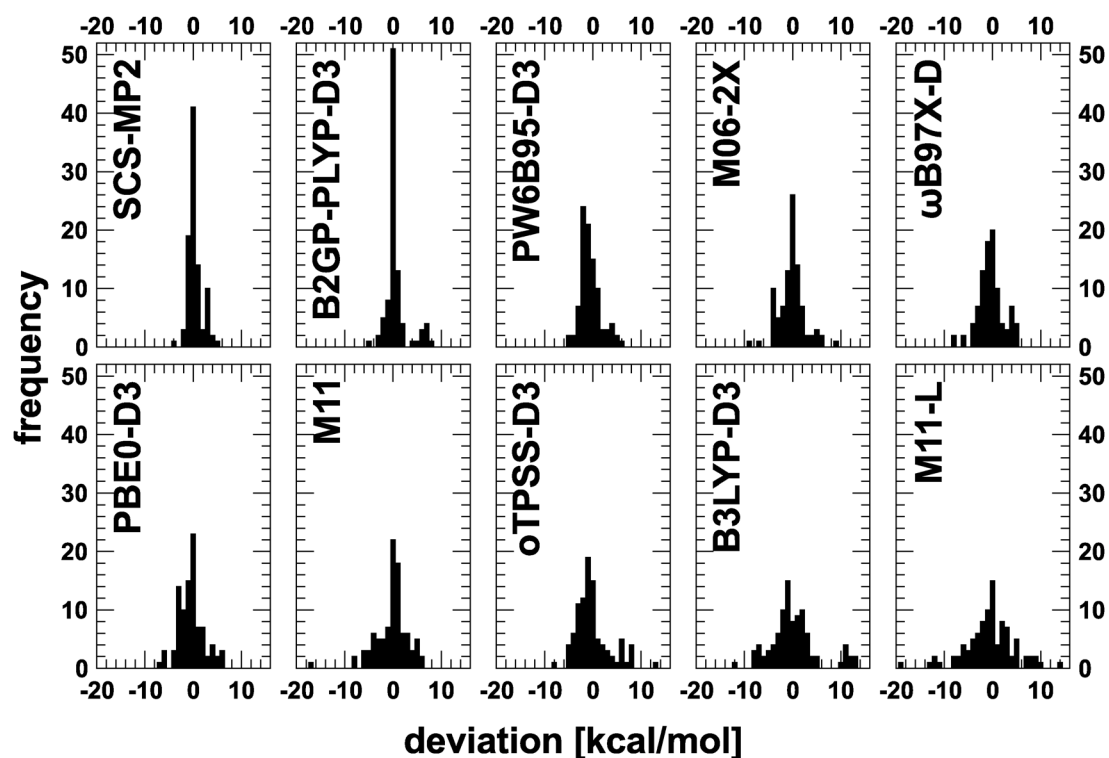 -20 -10 0 10 -20 -10 0 10 -20 -10 0 10 -20 -10 0 10 -20 -10 0 10
50 50
40 40
30 30
20 20
10 10
0 0
SCS-MP2
B2GP-PLYP-D3
PW6B95-D3
M06-2X
ωB97X-D
frequency
50 50
40 40
30 30
20 20
10 10
0 0
PBE0-D3
M11
oTPSS-D3
B3LYP-D3
M11-L
-20 -10 0 10 -20 -10 0 10 -20 -10 0 10 -20 -10 0 10 -20 -10 0 10
deviation [kcal/mol]